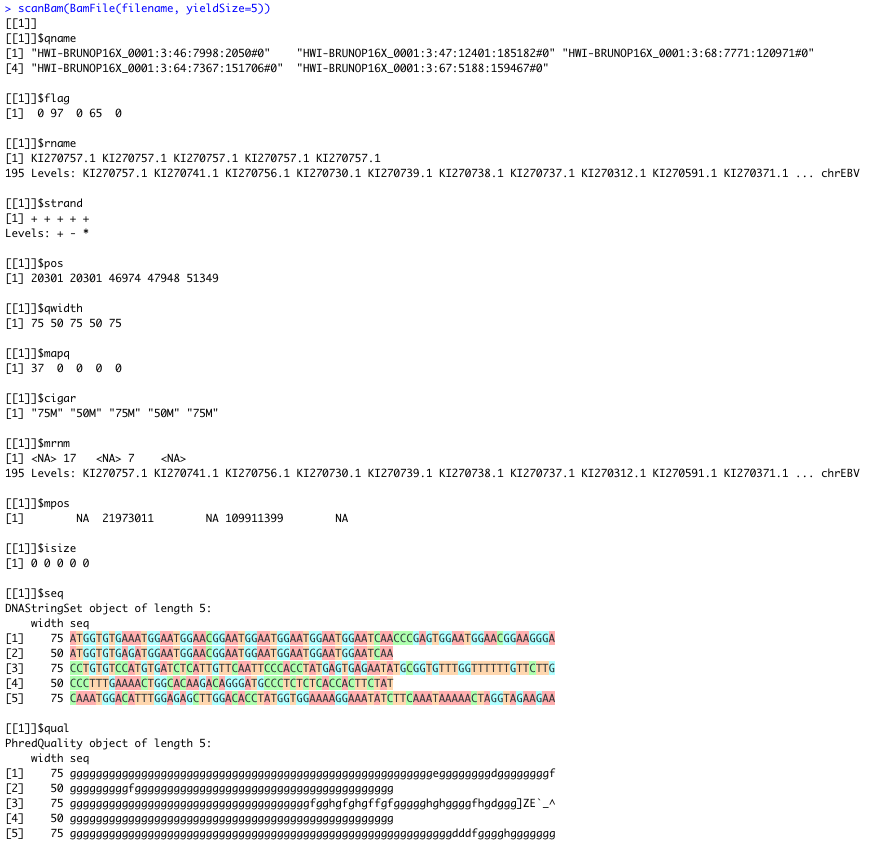 > scanBam(BamFile(filename, yieldSize=5))
[[1]]
[[1]]$qname
[1] "HWI-BRUNOP16X_0001:3:46:7998:2050#0" "HWI-BRUNOP16X_0001:3:47:12401:185182#0" "HWI-BRUNOP16X_0001:3:68:7771:120971#0"
[4] "HWI-BRUNOP16X_0001:3:64:7367:151706#0" "HWI-BRUNOP16X_0001:3:67:5188:159467#0"
[[1]]$flag
[1] 0 97 0 65 0
[[1]]$rname
[1] KI270757.1 KI270757.1 KI270757.1 KI270757.1 KI270757.1
195 Levels: KI270757.1 KI270741.1 KI270756.1 KI270730.1 KI270739.1 KI270738.1 KI270737.1 KI270312.1 KI270591.1 KI270371.1 ... chrEBV
[[1]]$strand
[1] + + + + +
Levels: + - *
[[1]]$pos
[1] 20301 20301 46974 47948 51349
[[1]]$qwidth
[1] 75 50 75 50 75
[[1]]$mapq
[1] 37 0 0 0 0
[[1]]$cigar
[1] "75M" "50M" "75M" "50M" "75M"
[[1]]$mrnm
[1] <NA> 17 <NA> 7 <NA>
195 Levels: KI270757.1 KI270741.1 KI270756.1 KI270730.1 KI270739.1 KI270738.1 KI270737.1 KI270312.1 KI270591.1 KI270371.1 ... chrEBV
[[1]]$mpos
[1] NA 21973011 NA 109911399 NA
[[1]]$isize
[1] 0 0 0 0 0
[[1]]$seq
DNAStringSet object of length 5:
width seq
[1] 75 ATGGTGTGAAATGGAATGGAACGGAATGGAATGGAATGGAATGGAATCAACCCGAGTGGAATGGAACGGAAGGGA
[2] 50 ATGGTGTGAGATGGAATGGAACGGAATGGAATGGAATGGAATGGAATCAA
[3] 75 CCTGTGTCCATGTGATCTCATTGTTCAATTCCCACCTATGAGTGAGAATATGCGGTGTTTGGTTTTTTGTTCTTG
[4] 50 CCCTTTGAAAACTGGCACAAGACAGGGATGCCCTCTCTCACCACTTCTAT
[5] 75 CAAATGGACATTTGGAGAGCTTGGACACCTATGGTGGAAAAGGAAATATCTTCAAATAAAAACTAGGTAGAAGAA
[[1]]$qual
PhredQuality object of length 5:
width seq
[1] 75 ggggggggggggggggggggggggggggggggggggggggggggggggggggggggeggggggggdggggggggf
[2] 50 gggggggggfgggggggggggggggggggggggggggggggggggggggg
[3] 75 gggggggggggggggggggggggggggggggggggggfgghgfghgffgfggggghghggggfhgdggg]ZE`_^
[4] 50 gggggggggggggggggggggggggggggggggggggggggggggggggg
[5] 75 gggggggggggggggggggggggggggggggggggggggggggggggggggggggggggdddfgggghggggggg